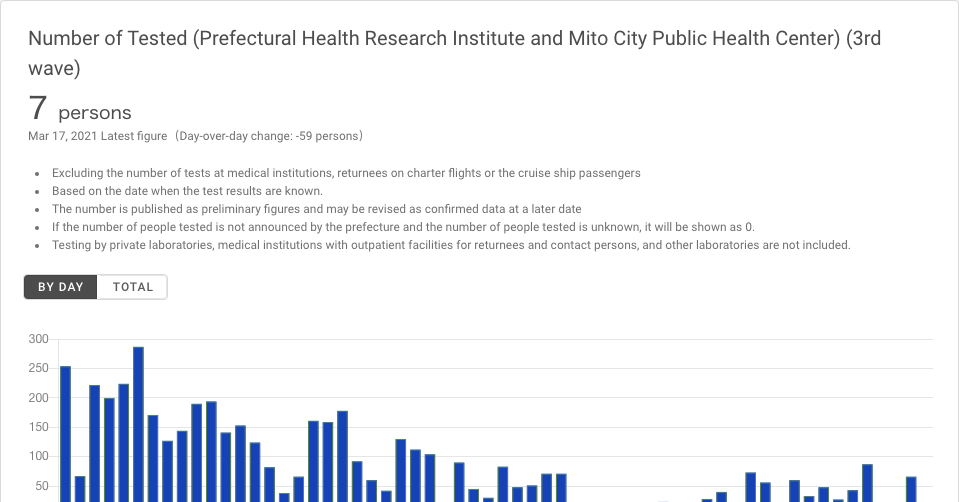 Number of Tested (Prefectural Health Research Institute and Mito City Public Health Center) (3rd
wave)
7 persons
Mar 17, 2021 Latest figure（Day-over-day change: -59 persons）
• Excluding the number of tests at medical institutions, returnees on charter flights or the cruise ship passengers
• Based on the date when the test results are known.
• The number is published as preliminary figures and may be revised as confirmed data at a later date
• If the number of people tested is not announced by the prefecture and the number of people tested is unknown, it will be shown as 0.
• Testing by private laboratories, medical institutions with outpatient facilities for returnees and contact persons, and other laboratories are not included.
BY DAY TOTAL
300
250
200
150
100
50